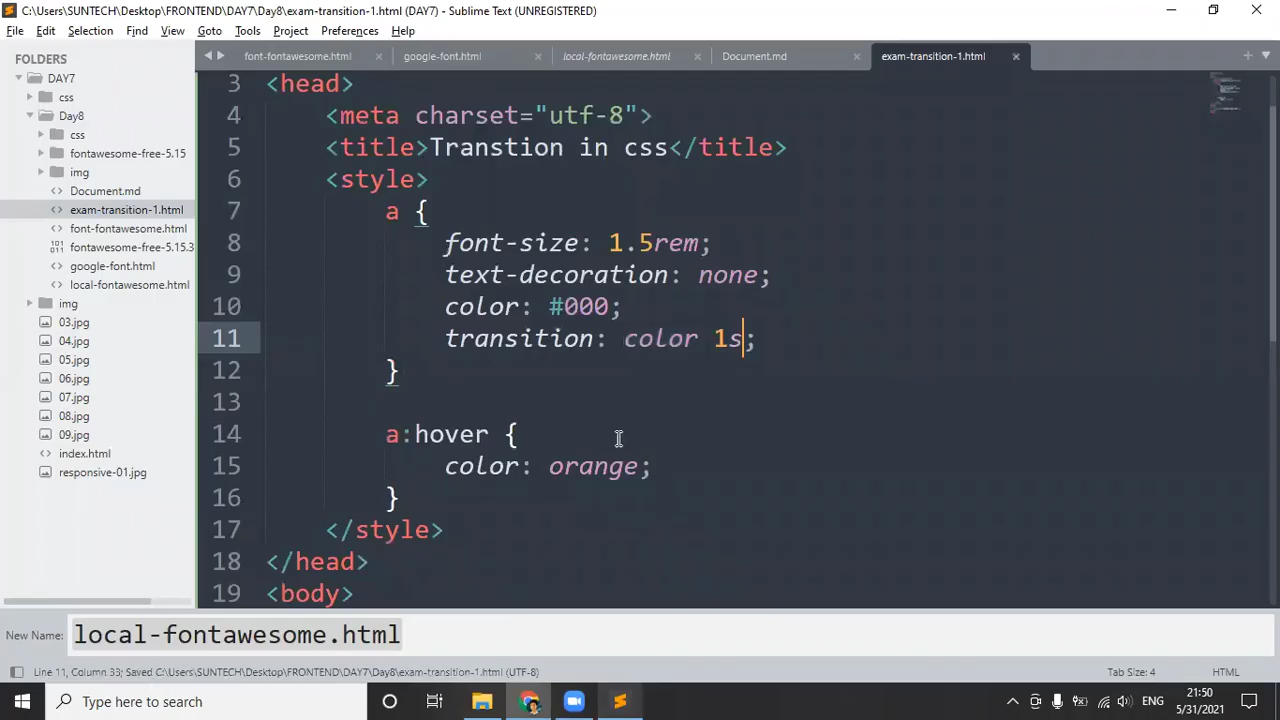 C:\Users\SUNTECH\Desktop\FRONTEND\DAY7\Day8\exam-transition-1.html (DAY7) - Sublime Text (UNREGISTERED)
File Edit Selection Find View Goto Tools Project Preferences Help
FOLDERS
DAY7
css
Day8
css
fontawesome-free-5.15
img
Document.md
exam-transition-1.html
font-fontawesome.html
fontawesome-free-5.15.3
google-font.html
local-fontawesome.html
img
03.jpg
04.jpg
05.jpg
06.jpg
07.jpg
08.jpg
09.jpg
index.html
responsive-01.jpg
font-fontawesome.html google-font.html local-fontawesome.html Document.md exam-transition-1.html
3 <head>
4 <meta charset="utf-8">
5 <title>Transtion in css</title>
6 <style>
7 a {
8 font-size: 1.5rem;
9 text-decoration: none;
10 color: #000;
11 transition: color 1s;
12 }
13
14 a:hover {
15 color: orange;
16 }
17 </style>
18 </head>
19 <body>
New Name: local-fontawesome.html
Line 11, Column 33; Saved C:\Users\SUNTECH\Desktop\FRONTEND\DAY7\Day8\exam-transition-1.html (UTF-8) Tab Size: 4 HTML
Type here to search ENG 21:50
5/31/2021